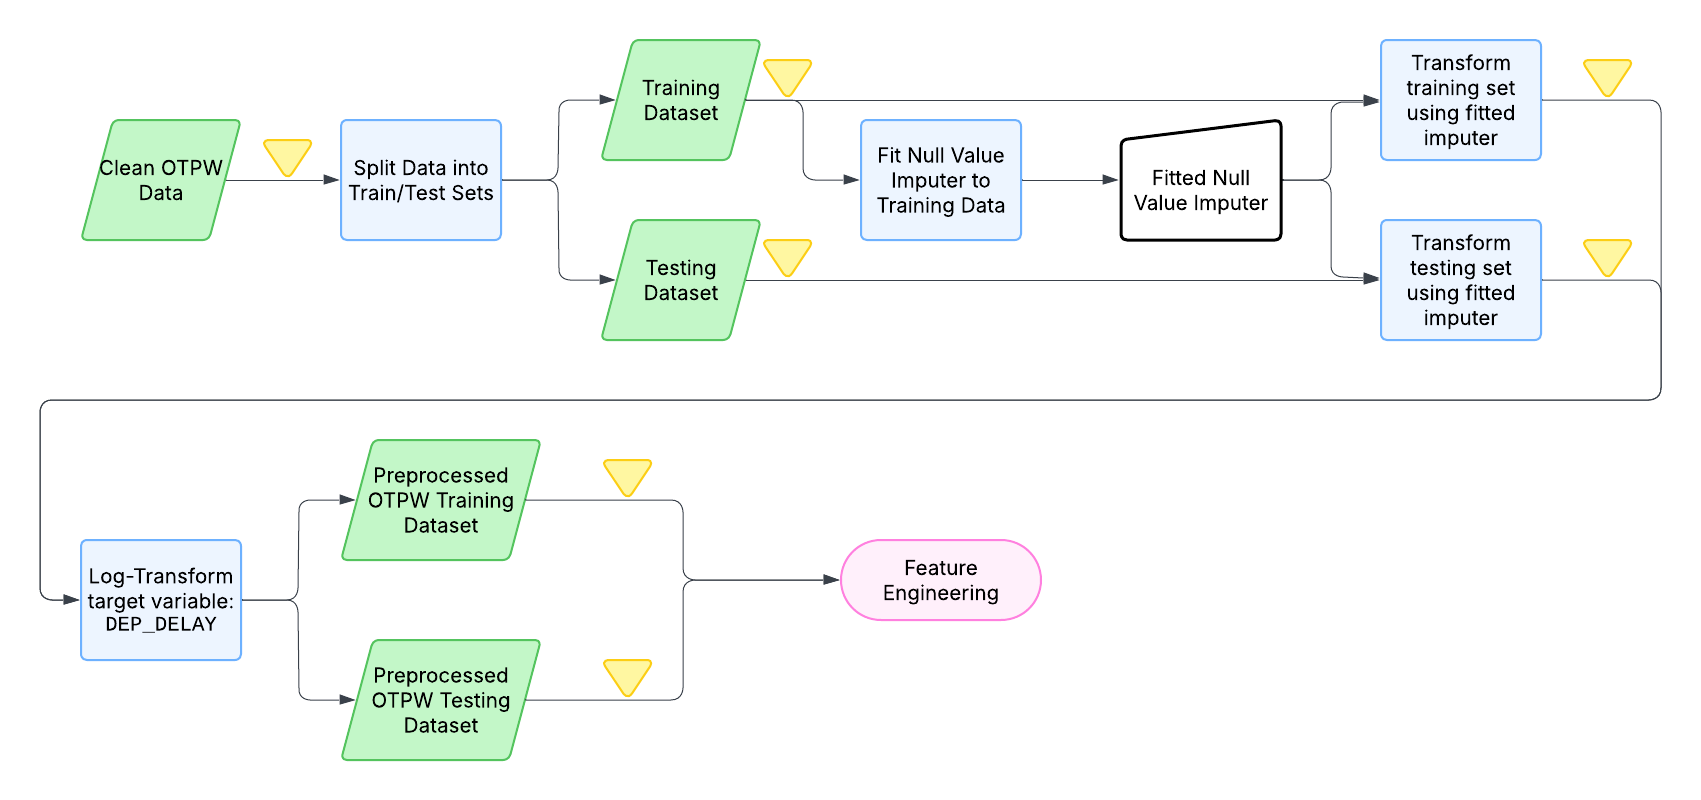 Clean OTPW
Data
Split Data into
Train/Test Sets
Training
Dataset
Testing
Dataset
Fit Null Value
Imputer to
Training Data
Fitted Null
Value Imputer
Transform
training set
using fitted
imputer
Transform
testing set
using fitted
imputer
Log-Transform
target variable:
DEP_DELAY
Preprocessed
OTPW Training
Dataset
Preprocessed
OTPW Testing
Dataset
Feature
Engineering